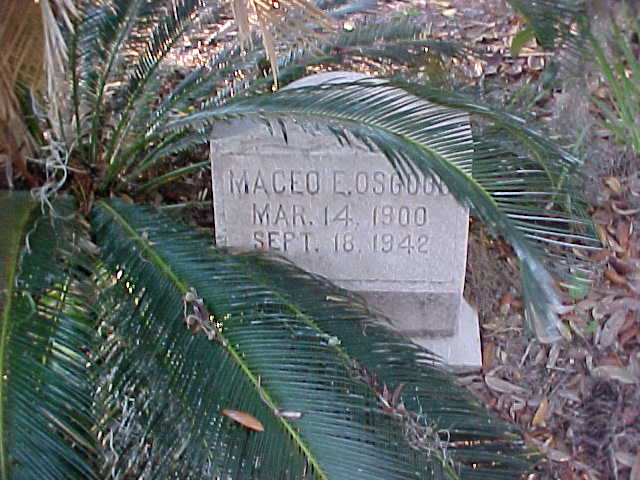 MACEO E. OSGOOD
MAR. 14, 1900
SEPT. 18, 1942